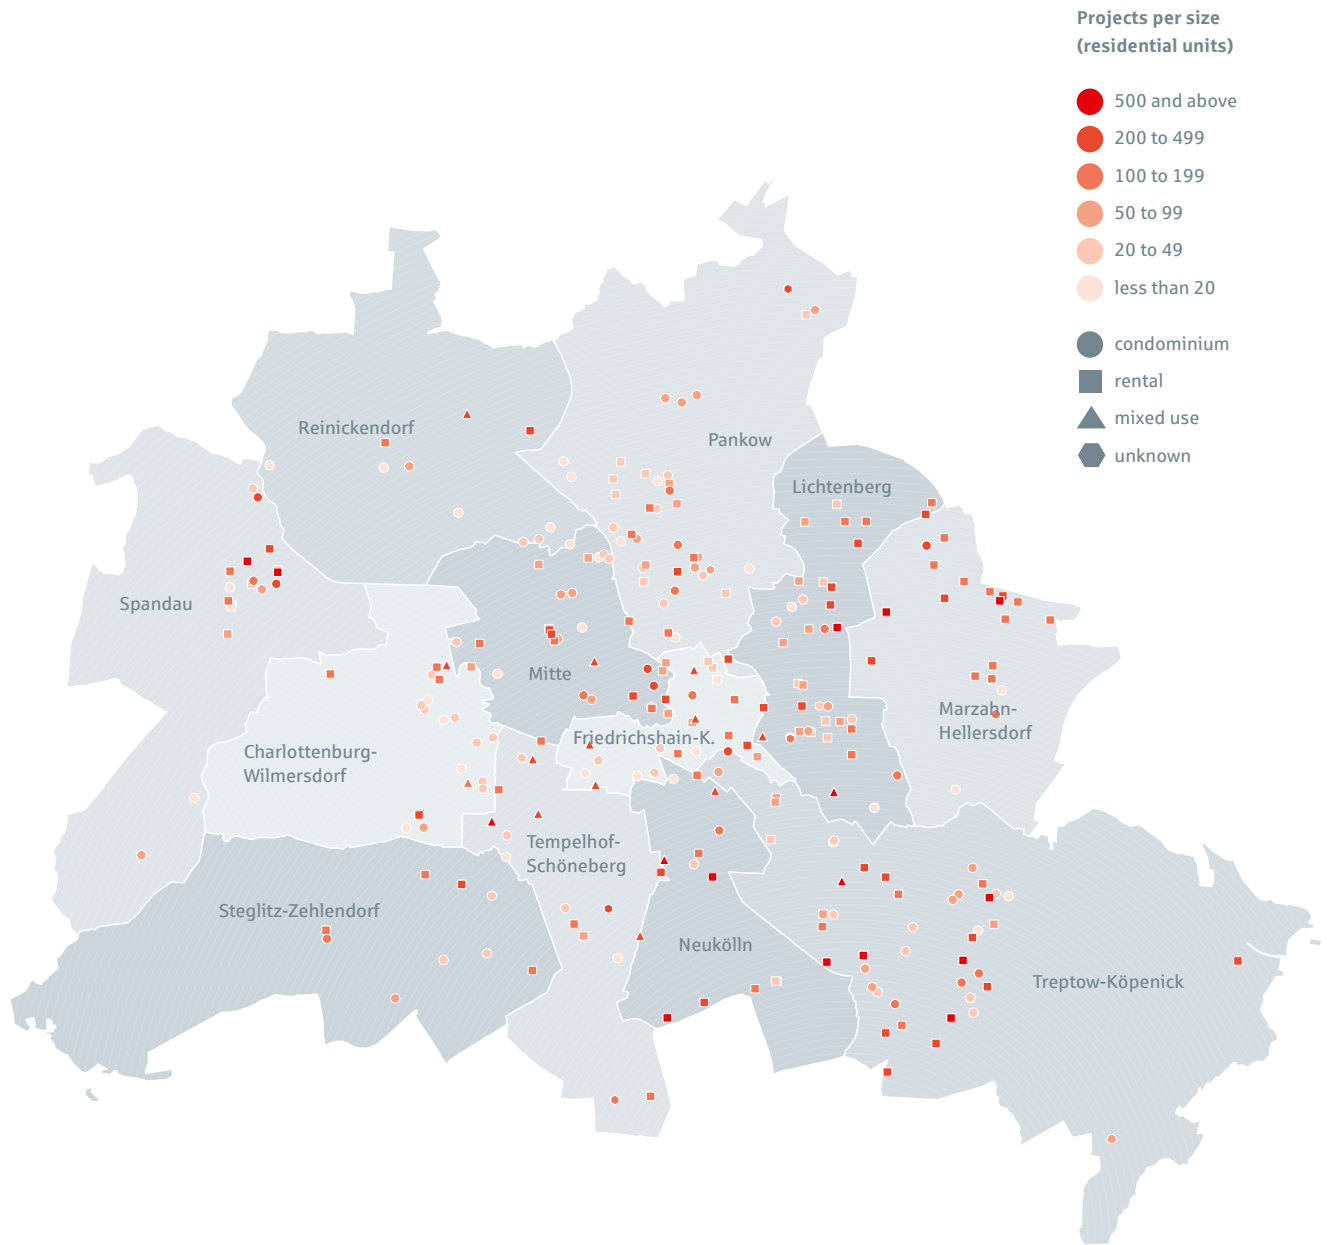 Projects per size
(residential units)
500 and above
200 to 499
100 to 199
50 to 99
20 to 49
less than 20
condominium
rental
mixed use
unknown
Reinickendorf
Pankow
Lichtenberg
Spandau
Mitte
Marzahn-
Hellersdorf
Friedrichshain-K.
Charlottenburg-
Wilmersdorf
Tempelhof-
Schöneberg
Steglitz-Zehlendorf
Neukölln
Treptow-Köpenick